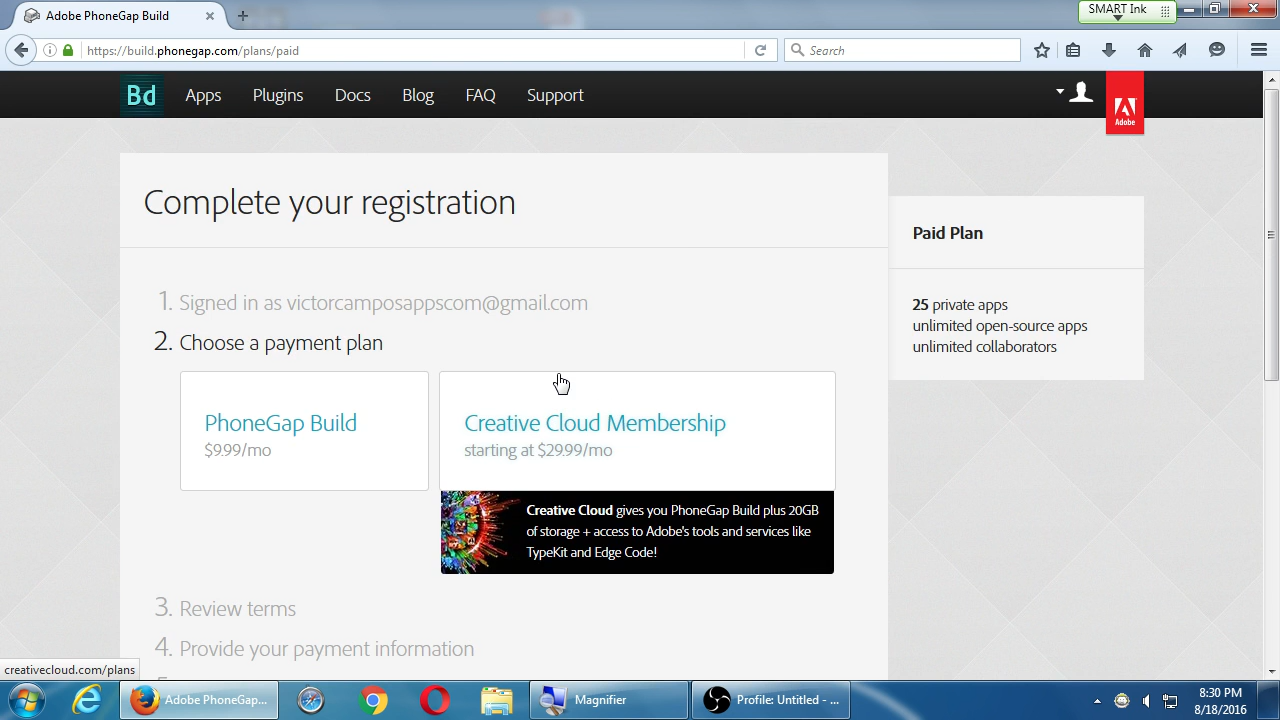 Adobe PhoneGap Build
SMART Ink
https://build.phonegap.com/plans/paid
Search
Bd
Apps
Plugins
Docs
Blog
FAQ
Support
Adobe
Complete your registration
1. Signed in as victorcamposappscom@gmail.com
2. Choose a payment plan
PhoneGap Build
$9.99/mo
Creative Cloud Membership
starting at $29.99/mo
Creative Cloud gives you PhoneGap Build plus 20GB
of storage + access to Adobe's tools and services like
TypeKit and Edge Code!
3. Review terms
4. Provide your payment information
Paid Plan
25 private apps
unlimited open-source apps
unlimited collaborators
creativecloud.com/plans
Adobe PhoneGap...
Magnifier
Profile: Untitled - ...
8:30 PM
8/18/2016